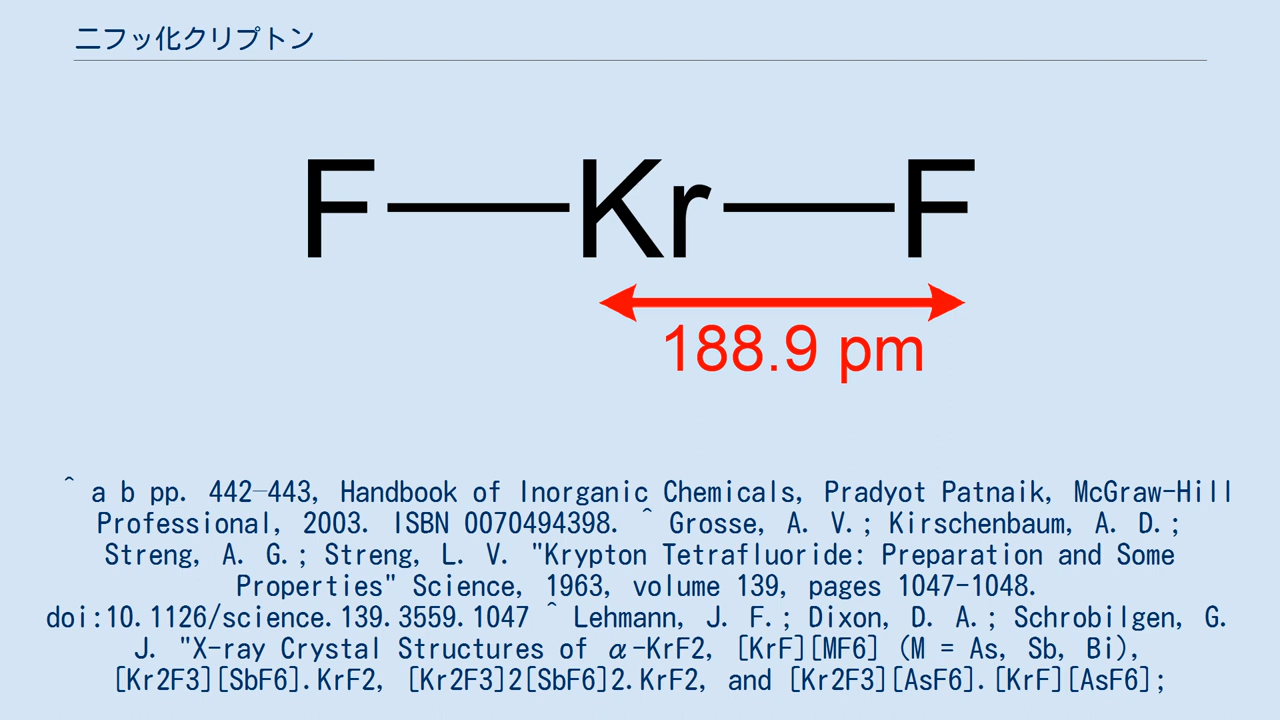 二フッ化クリプトン
F Kr F
188.9 pm
^ a b pp. 442–443, Handbook of Inorganic Chemicals, Pradyot Patnaik, McGraw-Hill
Professional, 2003. ISBN 0070494398. ^ Grosse, A. V.; Kirschenbaum, A. D.;
Streng, A. G.; Streng, L. V. "Krypton Tetrafluoride: Preparation and Some
Properties" Science, 1963, volume 139, pages 1047-1048.
doi:10.1126/science.139.3559.1047 ^ Lehmann, J. F.; Dixon, D. A.; Schrobilgen, G.
J. "X-ray Crystal Structures of α-KrF2, [KrF][MF6] (M = As, Sb, Bi),
[Kr2F3][SbF6].KrF2, [Kr2F3]2[SbF6]2.KrF2, and [Kr2F3][AsF6].[KrF][AsF6];